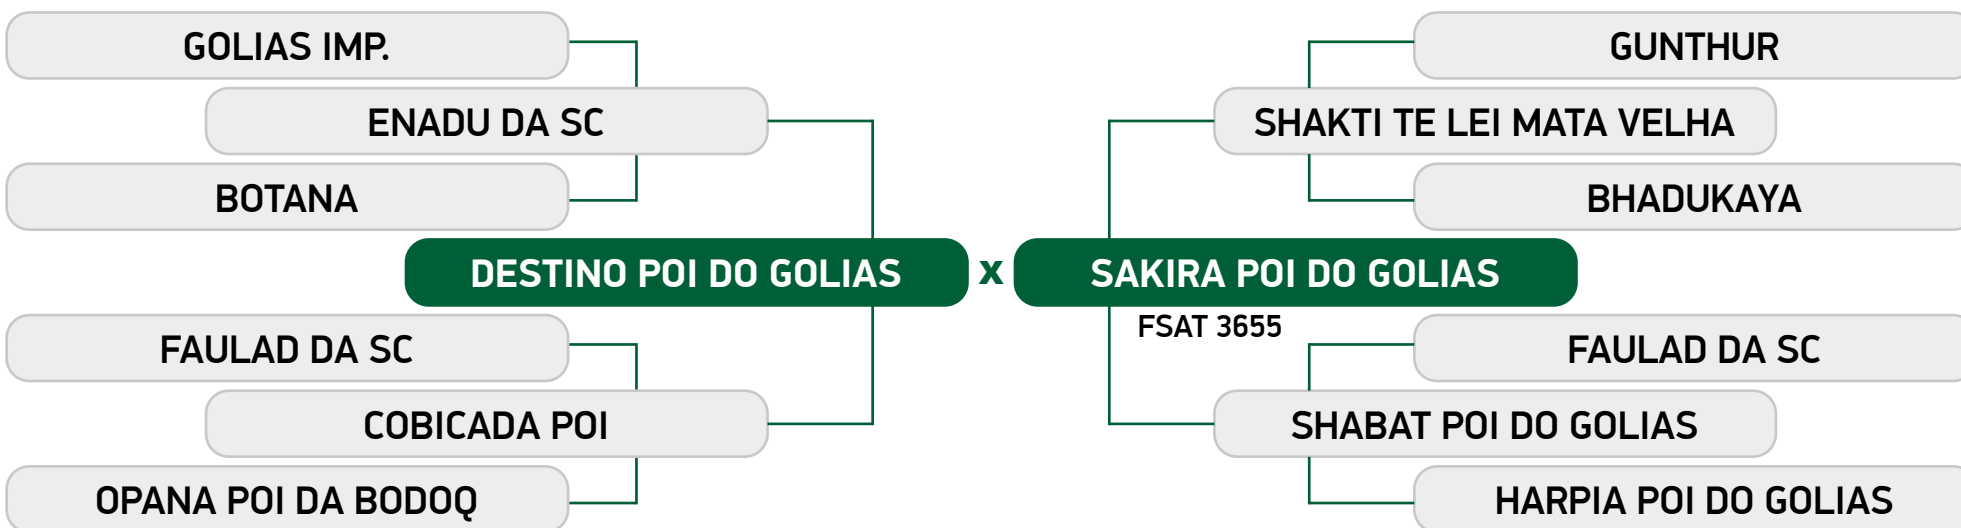 GOLIAS IMP.
GUNTHUR
ENADU DA SC
SHAKTI TE LEI MATA VELHA
BOTANA
BHADUKAYA
DESTINO POI DO GOLIAS x SAKIRA POI DO GOLIAS
FSAT 3655
FAULAD DA SC
FAULAD DA SC
COBICADA POI
SHABAT POI DO GOLIAS
OPANA POI DA BODOQ
HARPIA POI DO GOLIAS